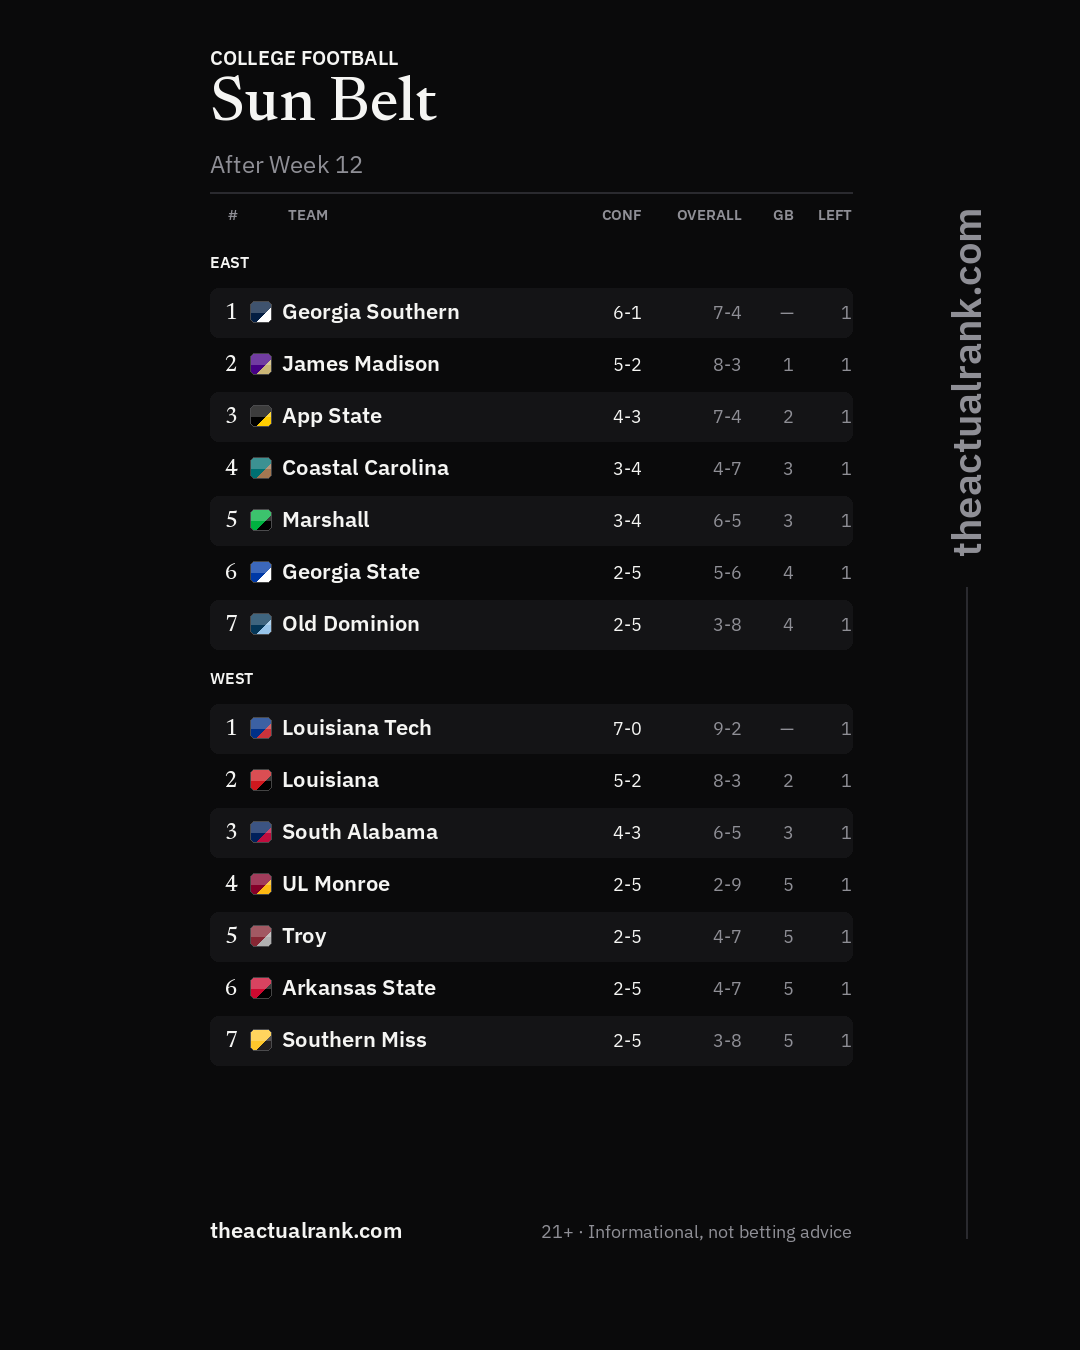 COLLEGE FOOTBALL
Sun Belt
After Week 12
# TEAM CONF OVERALL GB LEFT
EAST
1 Georgia Southern 6-1 7-4 — 1
2 James Madison 5-2 8-3 1 1
3 App State 4-3 7-4 2 1
4 Coastal Carolina 3-4 4-7 3 1
5 Marshall 3-4 6-5 3 1
6 Georgia State 2-5 5-6 4 1
7 Old Dominion 2-5 3-8 4 1
WEST
1 Louisiana Tech 7-0 9-2 — 1
2 Louisiana 5-2 8-3 2 1
3 South Alabama 4-3 6-5 3 1
4 UL Monroe 2-5 2-9 5 1
5 Troy 2-5 4-7 5 1
6 Arkansas State 2-5 4-7 5 1
7 Southern Miss 2-5 3-8 5 1
theactualrank.com 21+ · Informational, not betting advice
theactualrank.com